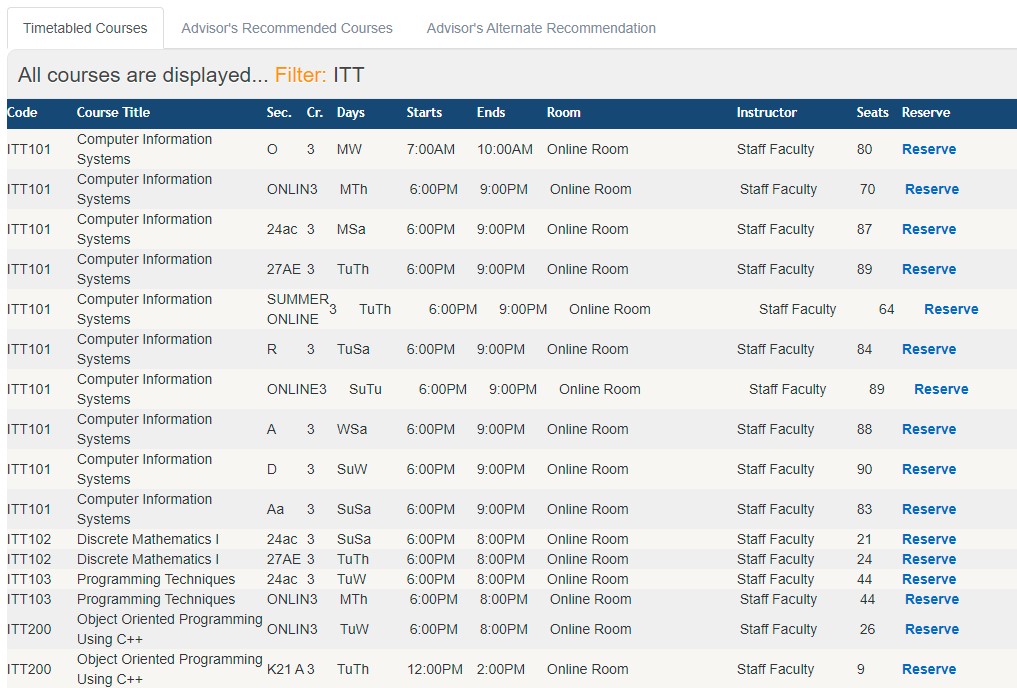 Timetabled Courses Advisor's Recommended Courses Advisor's Alternate Recommendation
All courses are displayed... Filter: ITT
Code Course Title Sec. Cr. Days Starts Ends Room Instructor Seats Reserve
ITT101 Computer Information Systems O 3 MW 7:00AM 10:00AM Online Room Staff Faculty 80 Reserve
ITT101 Computer Information Systems ONLIN3 MTh 6:00PM 9:00PM Online Room Staff Faculty 70 Reserve
ITT101 Computer Information Systems 24ac 3 MSa 6:00PM 9:00PM Online Room Staff Faculty 87 Reserve
ITT101 Computer Information Systems 27AE 3 TuTh 6:00PM 9:00PM Online Room Staff Faculty 89 Reserve
ITT101 Computer Information Systems SUMMER ONLINE 3 TuTh 6:00PM 9:00PM Online Room Staff Faculty 64 Reserve
ITT101 Computer Information Systems R 3 TuSa 6:00PM 9:00PM Online Room Staff Faculty 84 Reserve
ITT101 Computer Information Systems ONLINE3 SuTu 6:00PM 9:00PM Online Room Staff Faculty 89 Reserve
ITT101 Computer Information Systems A 3 WSa 6:00PM 9:00PM Online Room Staff Faculty 88 Reserve
ITT101 Computer Information Systems D 3 SuW 6:00PM 9:00PM Online Room Staff Faculty 90 Reserve
ITT101 Computer Information Systems Aa 3 SuSa 6:00PM 9:00PM Online Room Staff Faculty 83 Reserve
ITT102 Discrete Mathematics I 24ac 3 SuSa 6:00PM 8:00PM Online Room Staff Faculty 21 Reserve
ITT102 Discrete Mathematics I 27AE 3 TuTh 6:00PM 8:00PM Online Room Staff Faculty 24 Reserve
ITT103 Programming Techniques 24ac 3 TuW 6:00PM 8:00PM Online Room Staff Faculty 44 Reserve
ITT103 Programming Techniques ONLIN3 MTh 6:00PM 8:00PM Online Room Staff Faculty 44 Reserve
ITT200 Object Oriented Programming Using C++ ONLIN3 TuW 6:00PM 8:00PM Online Room Staff Faculty 26 Reserve
ITT200 Object Oriented Programming Using C++ K21 A 3 TuTh 12:00PM 2:00PM Online Room Staff Faculty 9 Reserve